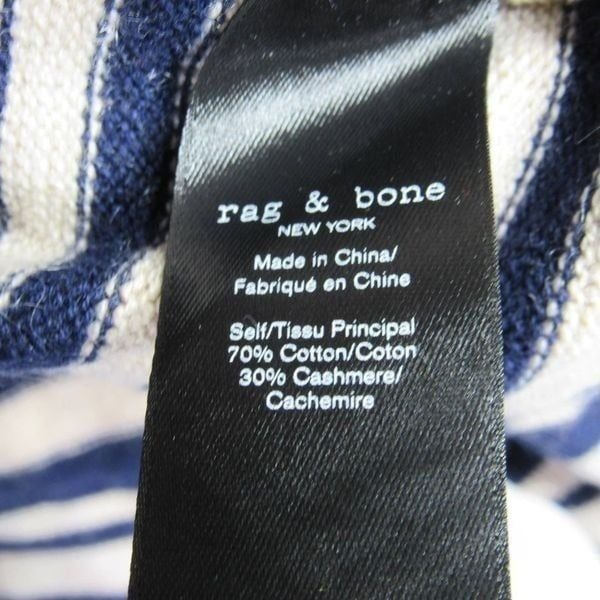 rag & bone
NEW YORK
Made in China/
Fabriqué en Chine
Self/Tissu Principal
70% Cotton/Coton
30% Cashmere/
Cachemire